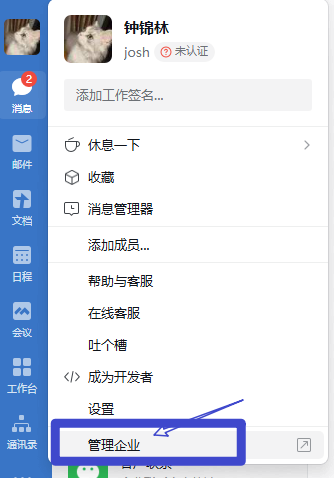 钟锦林
josh
未认证
添加工作签名...
2
消息
邮件
文档
日程
会议
工作台
通讯录
休息一下
收藏
消息管理器
添加成员...
帮助与客服
在线客服
吐个槽
成为开发者
设置
管理企业